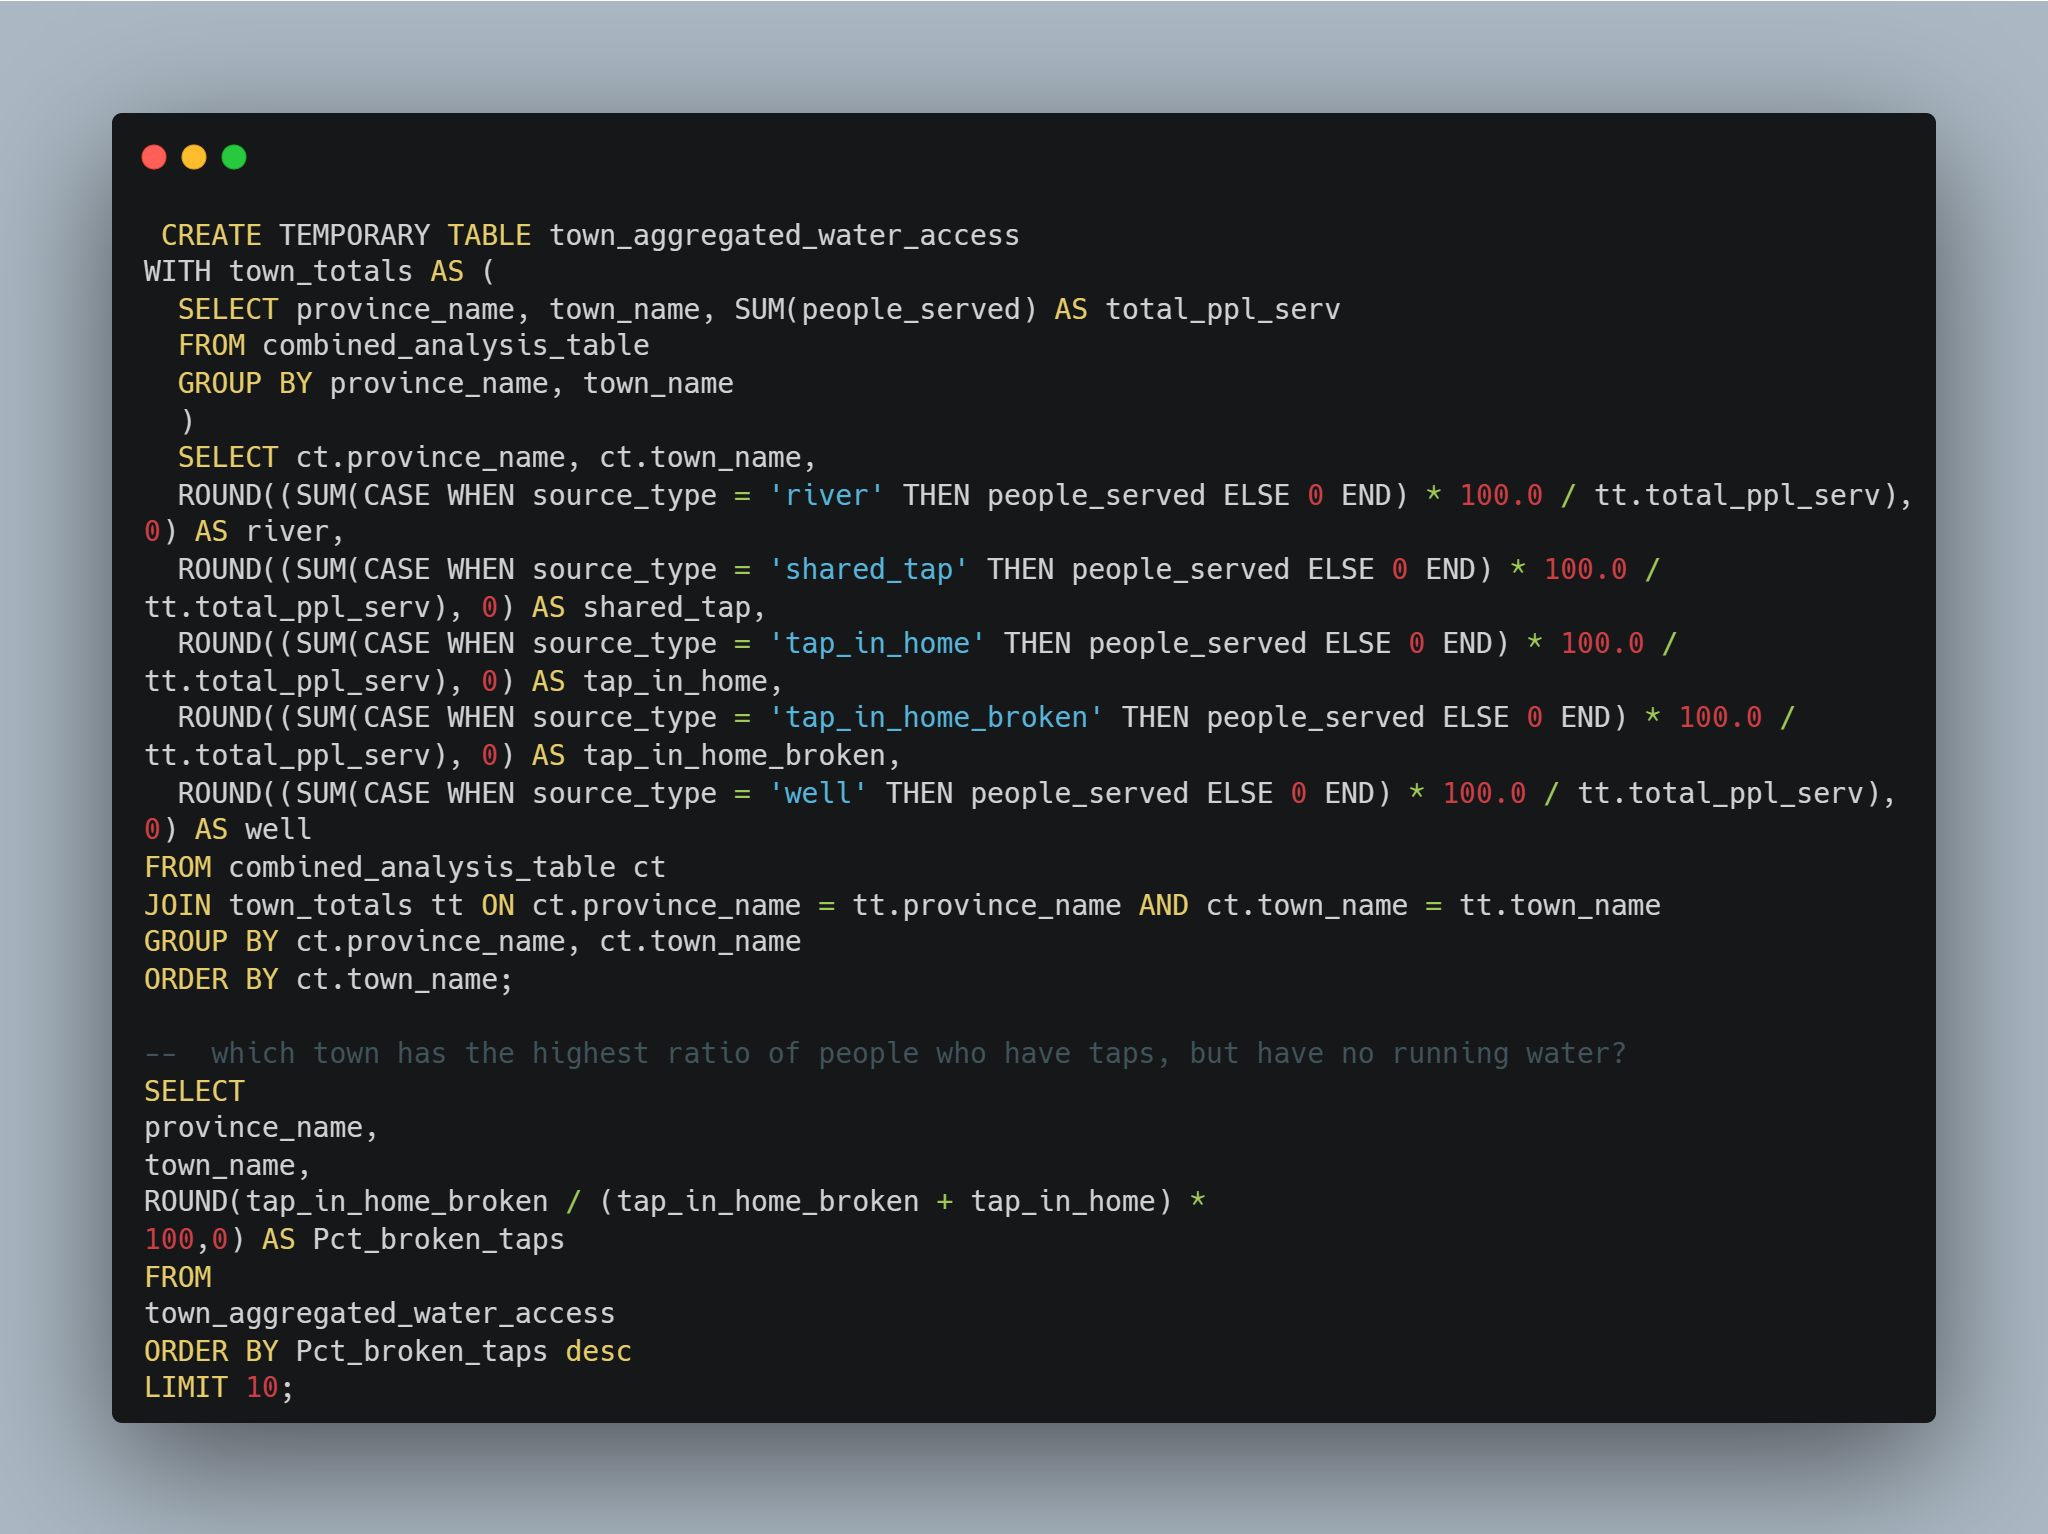 CREATE TEMPORARY TABLE town_aggregated_water_access
WITH town_totals AS (
SELECT province_name, town_name, SUM(people_served) AS total_ppl_serv
FROM combined_analysis_table
GROUP BY province_name, town_name
)
SELECT ct.province_name, ct.town_name,
ROUND((SUM(CASE WHEN source_type = 'river' THEN people_served ELSE 0 END) * 100.0 / tt.total_ppl_serv),
0) AS river,
ROUND((SUM(CASE WHEN source_type = 'shared_tap' THEN people_served ELSE 0 END) * 100.0 /
tt.total_ppl_serv), 0) AS shared_tap,
ROUND((SUM(CASE WHEN source_type = 'tap_in_home' THEN people_served ELSE 0 END) * 100.0 /
tt.total_ppl_serv), 0) AS tap_in_home,
ROUND((SUM(CASE WHEN source_type = 'tap_in_home_broken' THEN people_served ELSE 0 END) * 100.0 /
tt.total_ppl_serv), 0) AS tap_in_home_broken,
ROUND((SUM(CASE WHEN source_type = 'well' THEN people_served ELSE 0 END) * 100.0 / tt.total_ppl_serv),
0) AS well
FROM combined_analysis_table ct
JOIN town_totals tt ON ct.province_name = tt.province_name AND ct.town_name = tt.town_name
GROUP BY ct.province_name, ct.town_name
ORDER BY ct.town_name;
--  which town has the highest ratio of people who have taps, but have no running water?
SELECT
province_name,
town_name,
ROUND(tap_in_home_broken / (tap_in_home_broken + tap_in_home) *
100,0) AS Pct_broken_taps
FROM
town_aggregated_water_access
ORDER BY Pct_broken_taps desc
LIMIT 10;